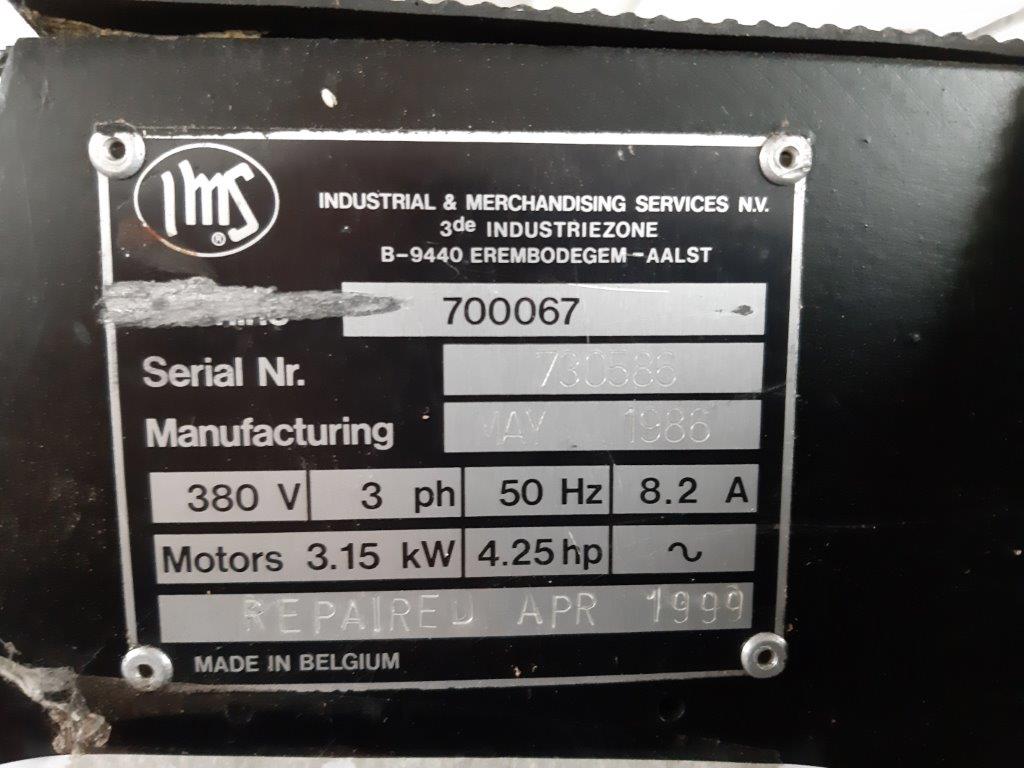 IMS
®
INDUSTRIAL & MERCHANDISING SERVICES N.V.
3de INDUSTRIEZONE
B-9440 EREMBODEGEM-AALST
700067
Serial Nr. 730586
Manufacturing MAY 1986
380 V 3 ph 50 Hz 8.2 A
Motors 3.15 kW 4.25 hp ~
REPAIRED APR 1999
MADE IN BELGIUM